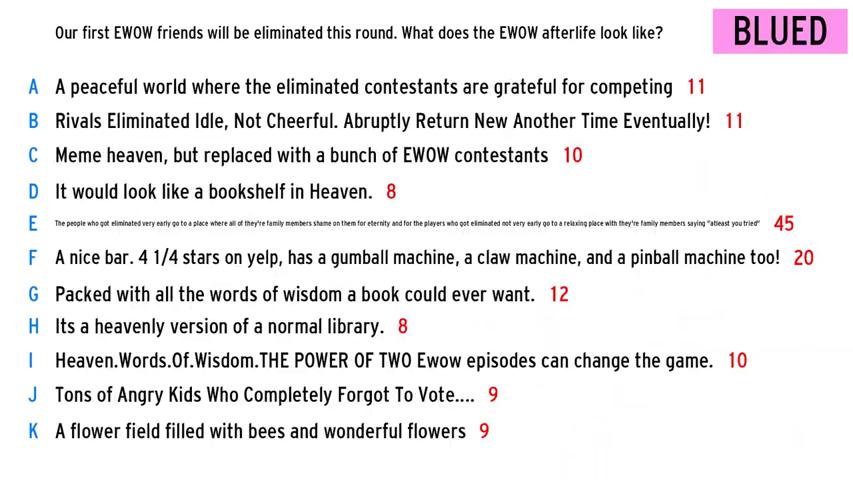 Our first EWOW friends will be eliminated this round. What does the EWOW afterlife look like?
BLUED
A A peaceful world where the eliminated contestants are grateful for competing 11
B Rivals Eliminated Idle, Not Cheerful. Abruptly Return New Another Time Eventually! 11
C Meme heaven, but replaced with a bunch of EWOW contestants 10
D It would look like a bookshelf in Heaven. 8
E The people who got eliminated very early go to a place where all of they're family members shame on them for eternity and for the players who got eliminated not very early go to a relaxing place with they're family members saying "atleast you tried" 45
F A nice bar. 4 1/4 stars on yelp, has a gumball machine, a claw machine, and a pinball machine too! 20
G Packed with all the words of wisdom a book could ever want. 12
H Its a heavenly version of a normal library. 8
I Heaven.Words.Of.Wisdom.THE POWER OF TWO Ewow episodes can change the game. 10
J Tons of Angry Kids Who Completely Forgot To Vote.... 9
K A flower field filled with bees and wonderful flowers 9